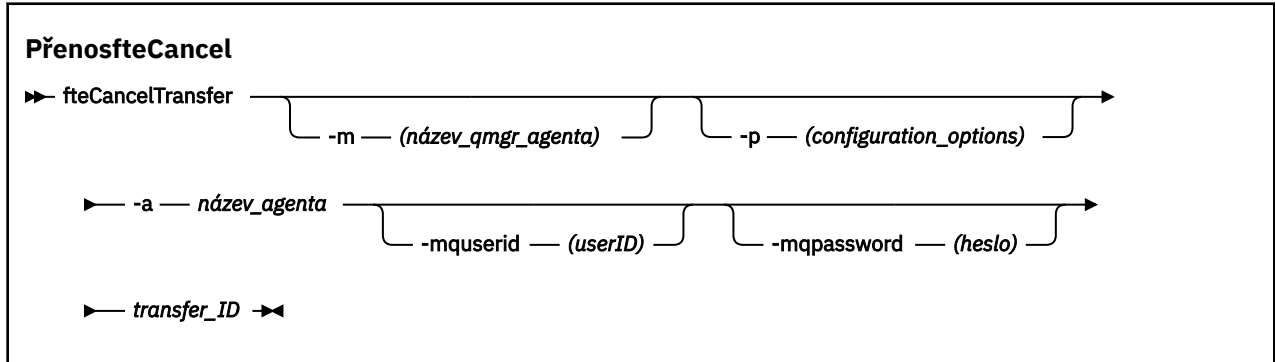 PřenosfteCancel
fteCancelTransfer
-m (název_qmgr_agenta) -p (configuration_options)
-a název_agenta
-mquserid (userID) -mqpassword (heslo)
transfer_ID